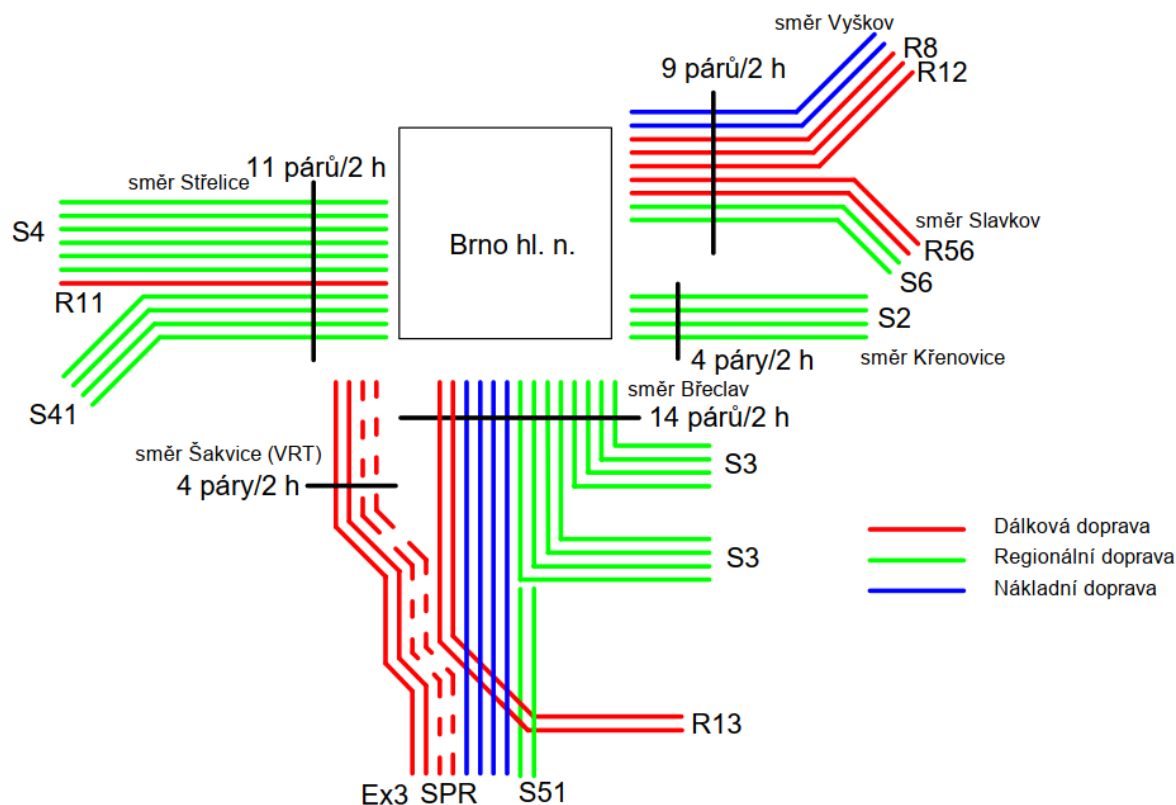 směr Vyškov
R8
R12
9 párů/2 h
11 párů/2 h
směr Střelice
S4
Brno hl. n.
směr Slavkov
R56
S6
R11
S2
4 páry/2 h
směr Křenovice
S41
směr Břeclav
14 párů/2 h
směr Šakvice (VRT)
4 páry/2 h
S3
S3
Dálková doprava
Regionální doprava
Nákladní doprava
R13
Ex3 SPR
S51